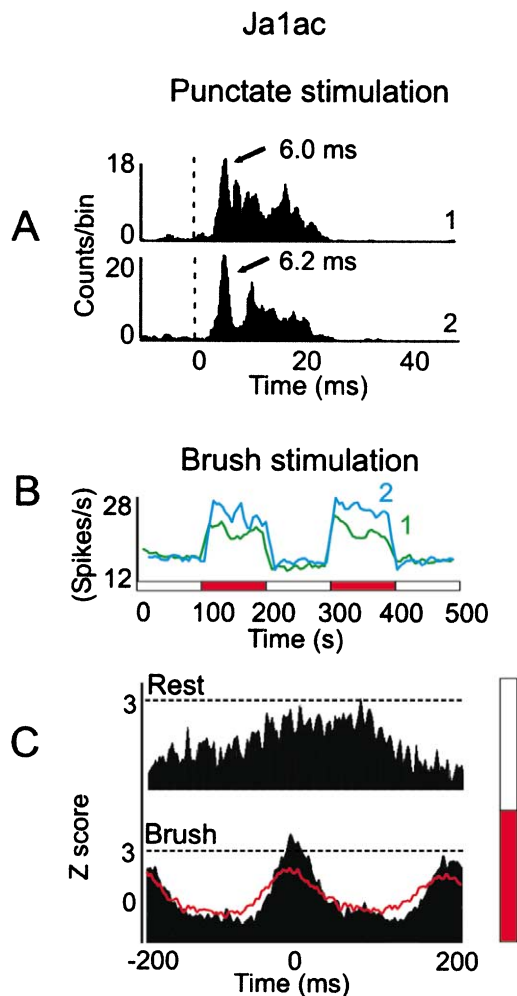 Ja1ac
Punctate stimulation
A
Counts/bin
18
0
6.0 ms
1
20
0
6.2 ms
2
0 20 40
Time (ms)
Brush stimulation
B
(Spikes/s)
28
12
2
1
0 100 200 300 400 500
Time (s)
C
Z score
Rest
3
Brush
3
0
-200 0 200
Time (ms)